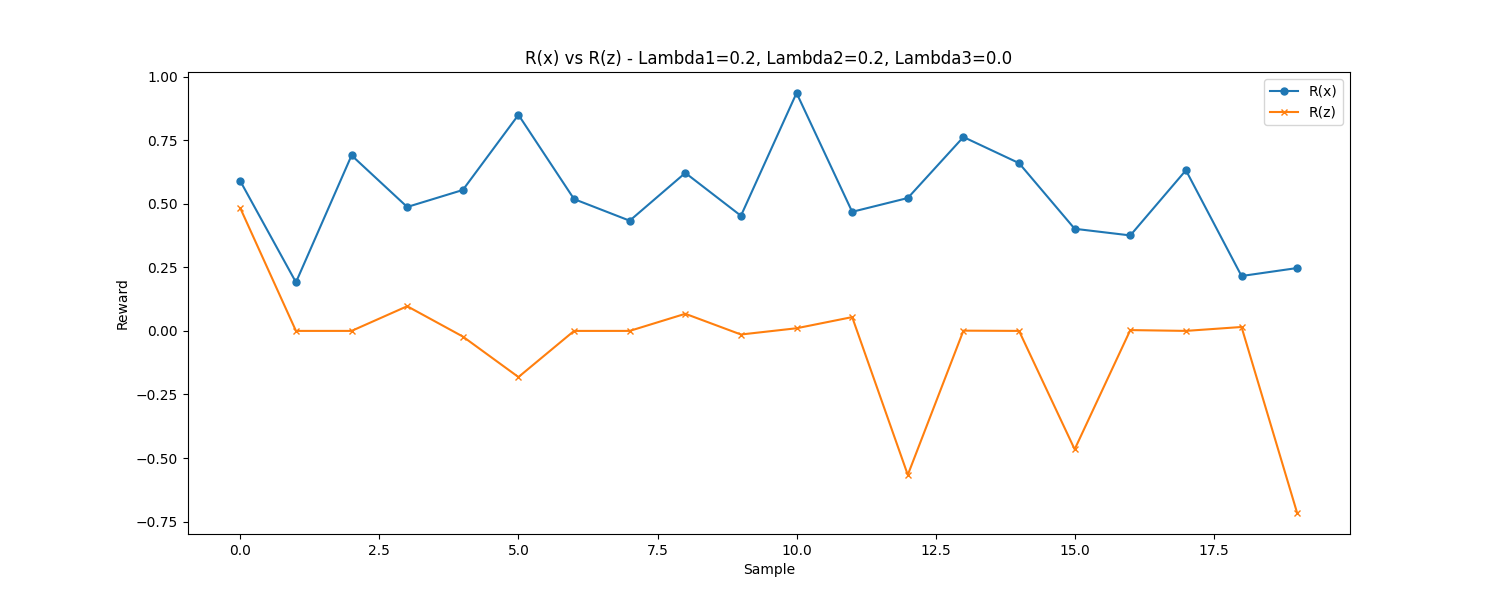 R(x) vs R(z) - Lambda1=0.2, Lambda2=0.2, Lambda3=0.0
R(x)
R(z)
Reward
1.00
0.75
0.50
0.25
0.00
−0.25
−0.50
−0.75
0.0 2.5 5.0 7.5 10.0 12.5 15.0 17.5
Sample